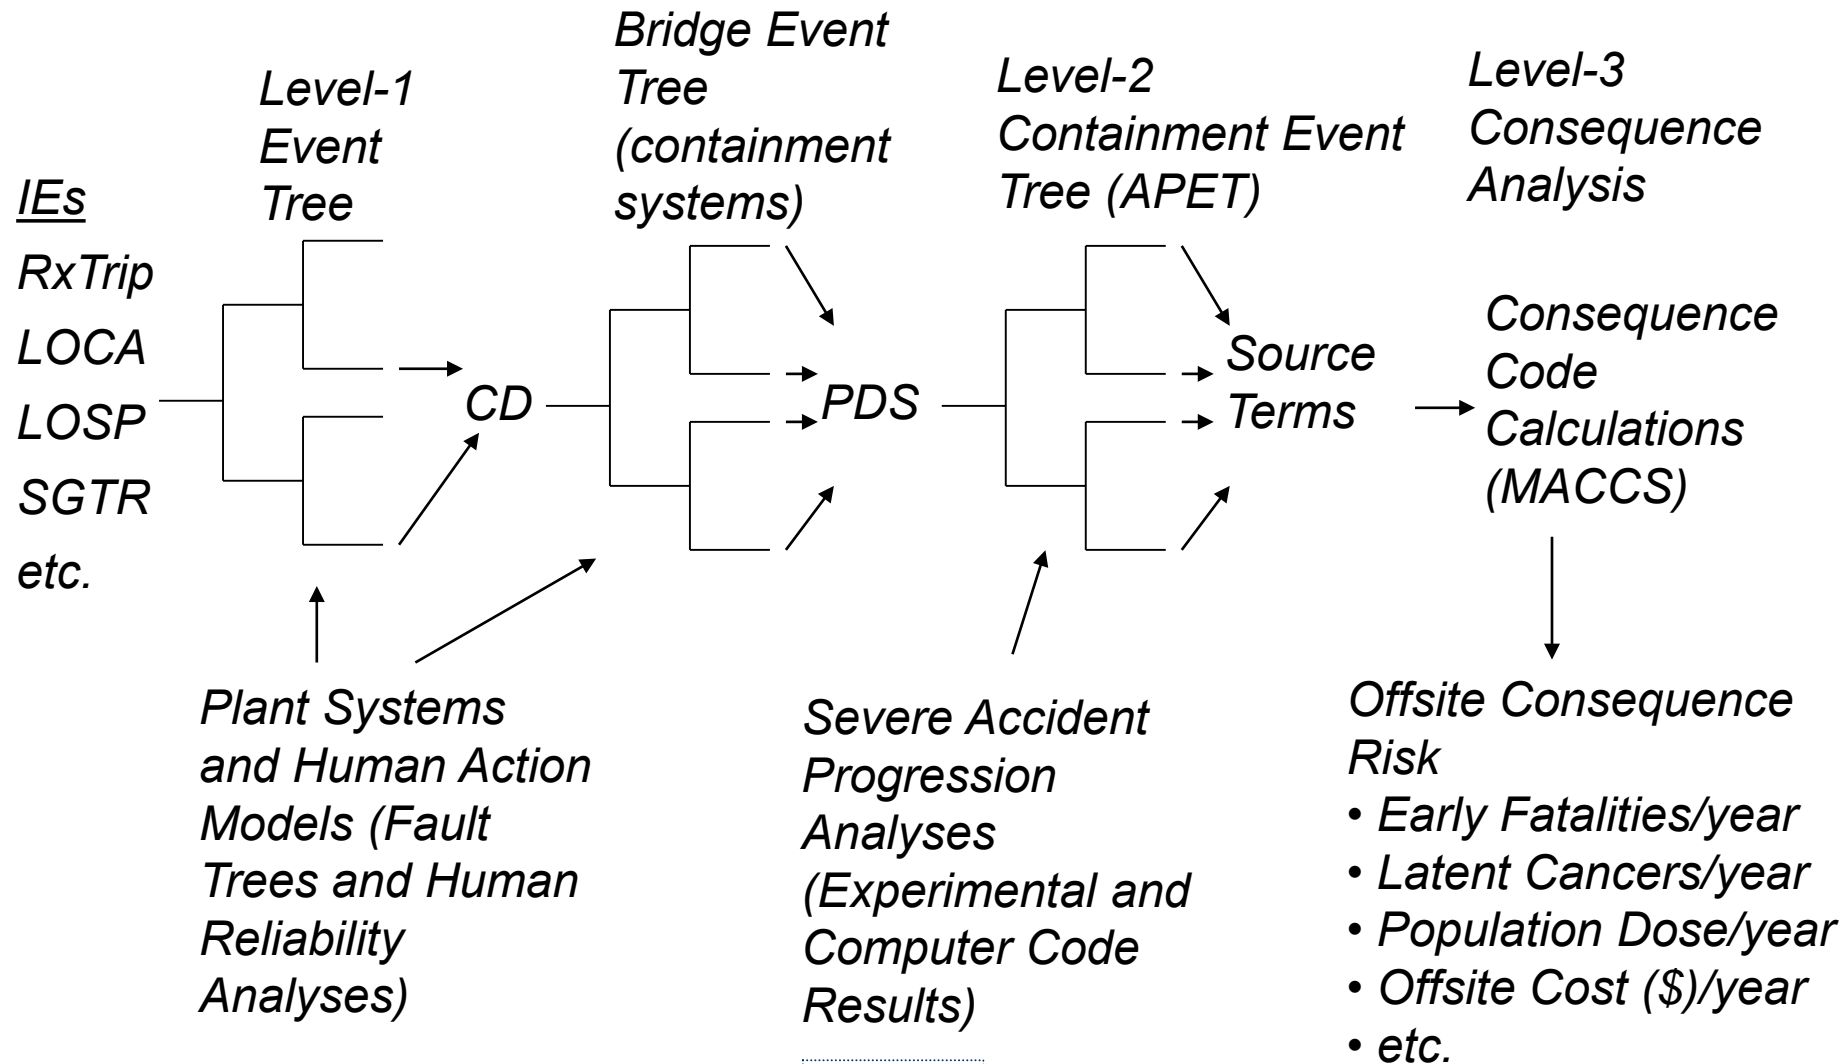 IEs
RxTrip
LOCA
LOSP
SGTR
etc.
Level-1
Event
Tree
CD
Bridge Event
Tree
(containment
systems)
PDS
Level-2
Containment Event
Tree (APET)
Source
Terms
Level-3
Consequence
Analysis
Consequence
Code
Calculations
(MACCS)
Plant Systems
and Human Action
Models (Fault
Trees and Human
Reliability
Analyses)
Severe Accident
Progression
Analyses
(Experimental and
Computer Code
Results)
Offsite Consequence
Risk
• Early Fatalities/year
• Latent Cancers/year
• Population Dose/year
• Offsite Cost ($)/year
• etc.